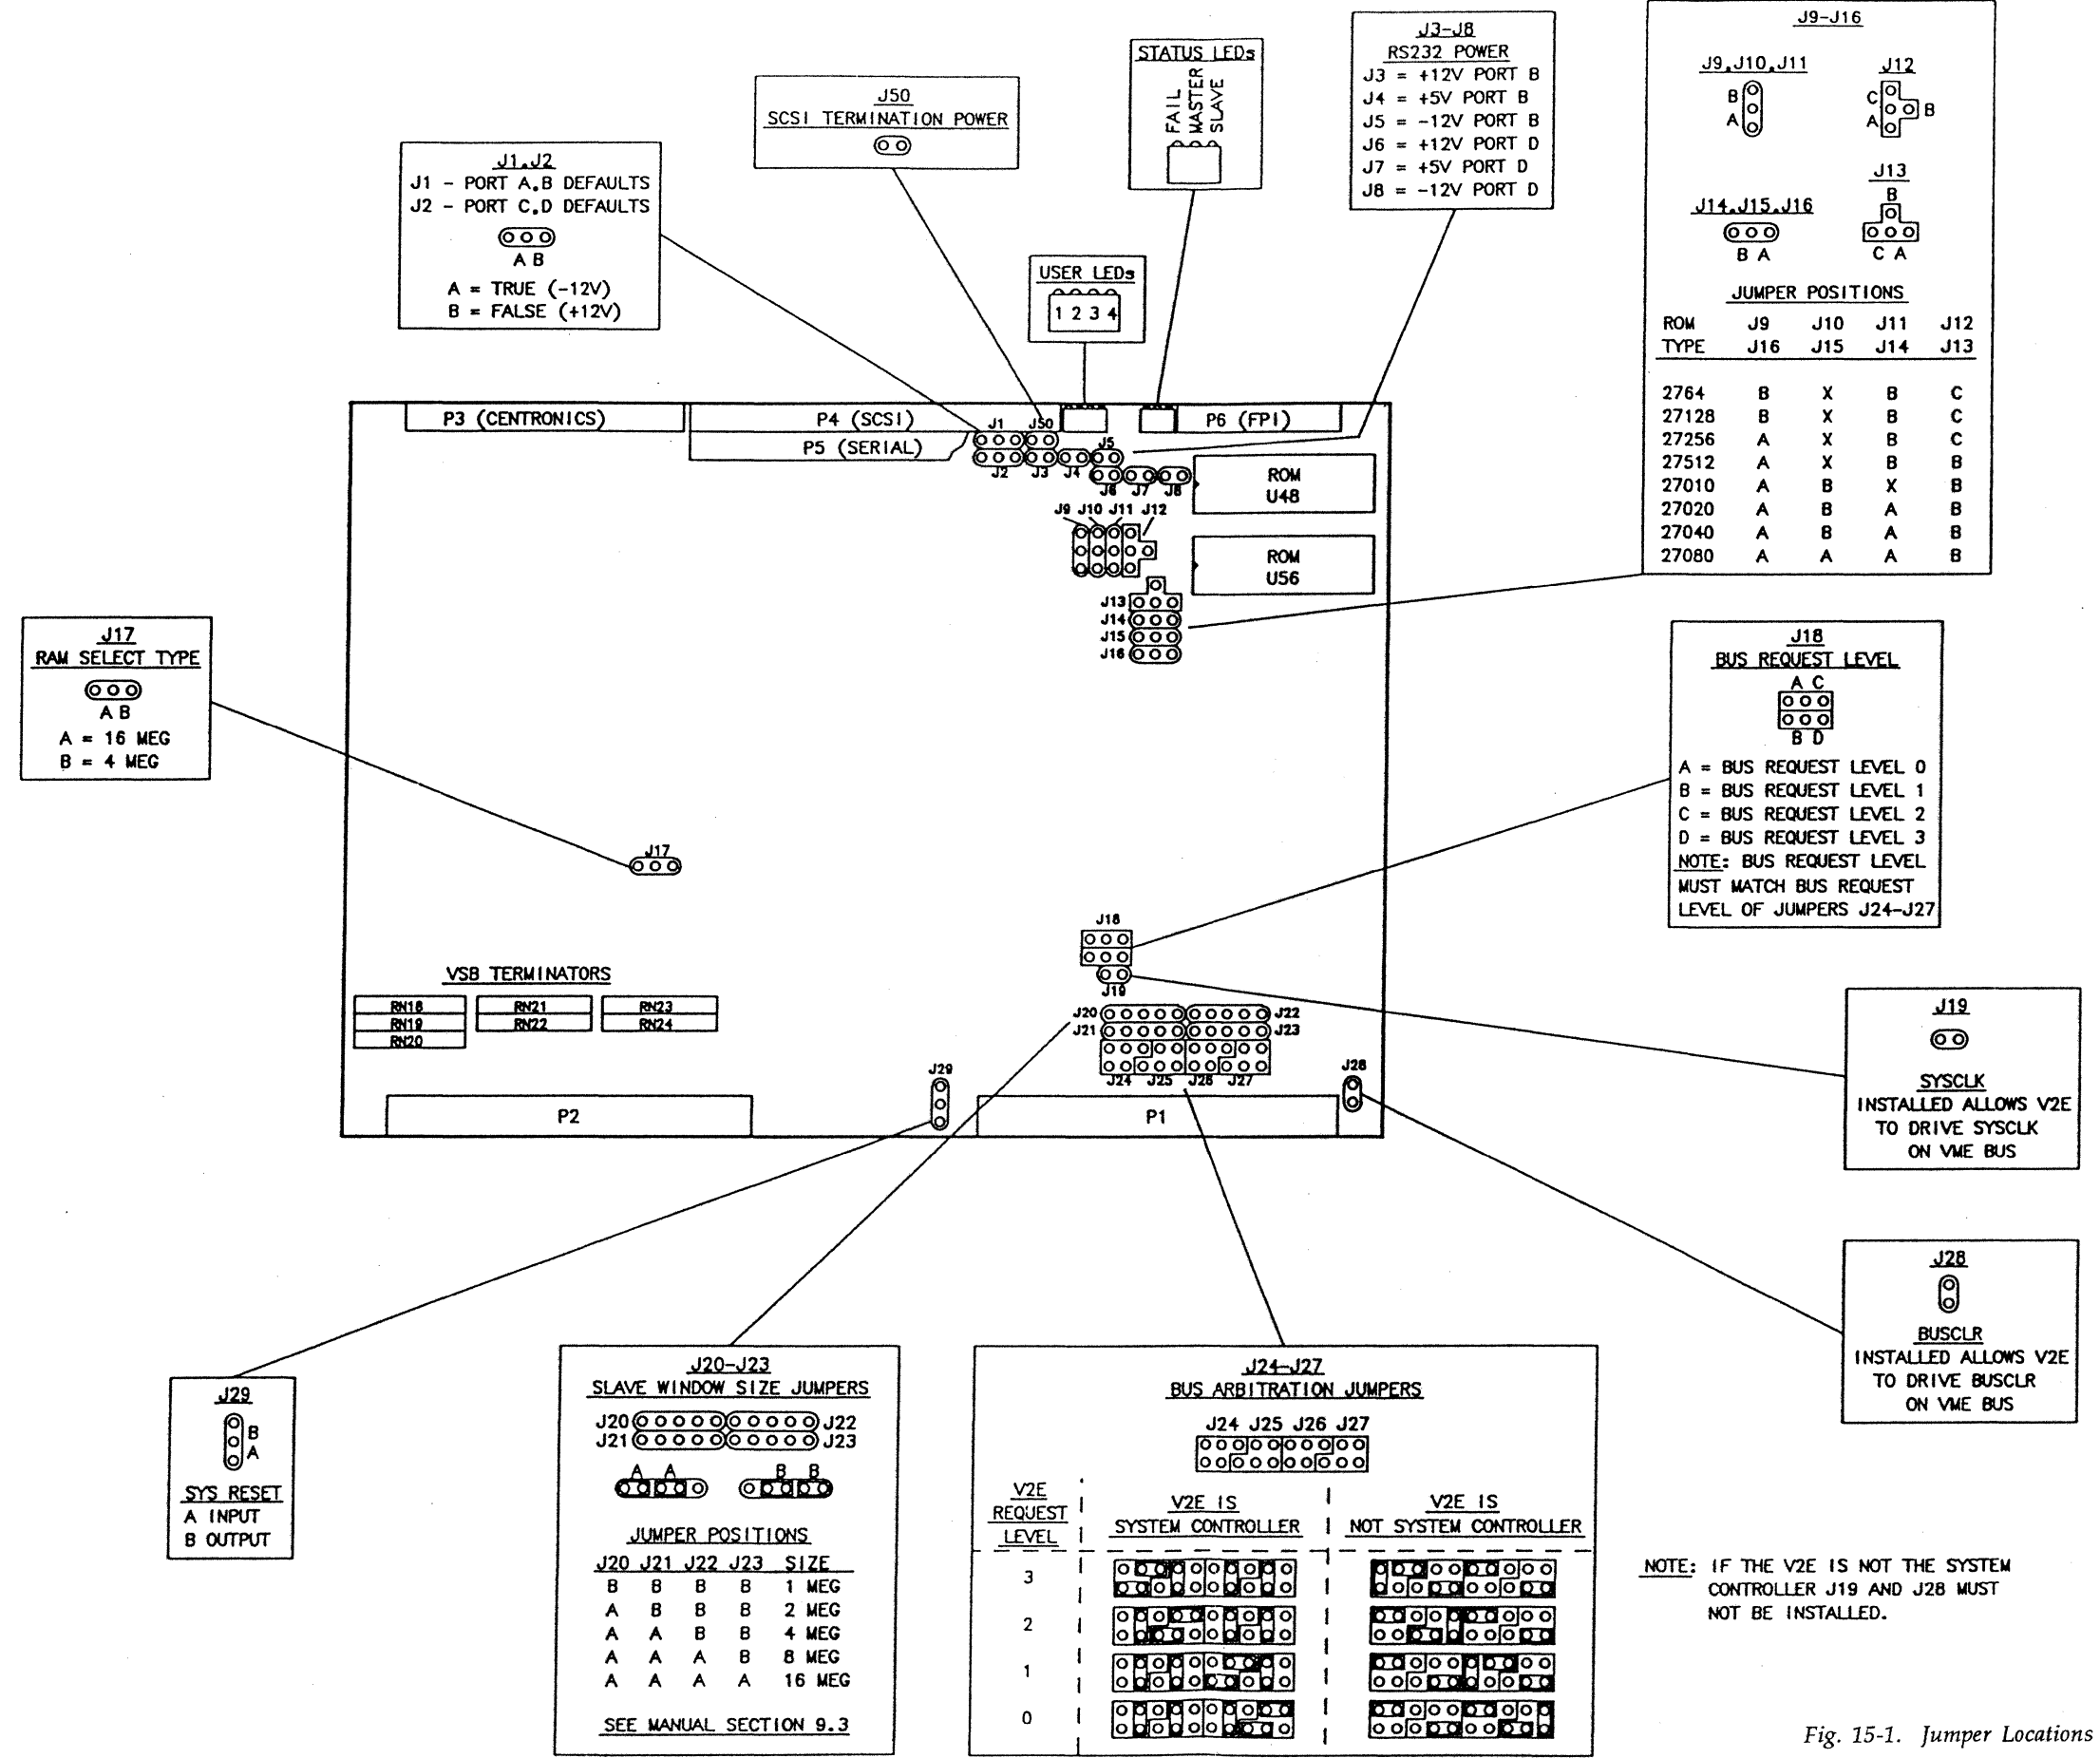 J9-J16
J9,J10,J11
B
A
J12
C
A
B
J14,J15,J16
B A
J13
B
C A
JUMPER POSITIONS
ROM J9 J10 J11 J12
TYPE J16 J15 J14 J13
2764 B X B C
27128 B X B C
27256 A X B C
27512 A X B B
27010 A B X B
27020 A B A B
27040 A B A B
27080 A A A B
J3-J8
RS232 POWER
J3 = +12V PORT B
J4 = +5V PORT B
J5 = -12V PORT B
J6 = +12V PORT D
J7 = +5V PORT D
J8 = -12V PORT D
STATUS LEDs
FAIL
MASTER
SLAVE
J50
SCSI TERMINATION POWER
J1,J2
J1 - PORT A,B DEFAULTS
J2 - PORT C,D DEFAULTS
A B
A = TRUE (-12V)
B = FALSE (+12V)
USER LEDs
1 2 3 4
P3 (CENTRONICS)
P4 (SCSI)
P5 (SERIAL)
P6 (FPI)
J1 J50
J5
J2 J3 J4
J6 J7 J8
ROM
U48
J9 J10 J11 J12
ROM
U56
J13
J14
J15
J16
J17
RAM SELECT TYPE
A B
A = 16 MEG
B = 4 MEG
J17
J18
BUS REQUEST LEVEL
A C
B D
A = BUS REQUEST LEVEL 0
B = BUS REQUEST LEVEL 1
C = BUS REQUEST LEVEL 2
D = BUS REQUEST LEVEL 3
NOTE: BUS REQUEST LEVEL
MUST MATCH BUS REQUEST
LEVEL OF JUMPERS J24-J27
J18
J19
VSB TERMINATORS
RN18 RN21 RN23
RN19 RN22 RN24
RN20
J20 J22
J21 J23
J24 J25 J26 J27
J29
J28
P2
P1
J19
SYSCLK
INSTALLED ALLOWS V2E
TO DRIVE SYSCLK
ON VME BUS
J28
BUSCLR
INSTALLED ALLOWS V2E
TO DRIVE BUSCLR
ON VME BUS
J29
B
A
SYS RESET
A INPUT
B OUTPUT
J20-J23
SLAVE WINDOW SIZE JUMPERS
J20 J22
J21 J23
A A B B
JUMPER POSITIONS
J20 J21 J22 J23 SIZE
B B B B 1 MEG
A B B B 2 MEG
A A B B 4 MEG
A A A B 8 MEG
A A A A 16 MEG
SEE MANUAL SECTION 9.3
J24-J27
BUS ARBITRATION JUMPERS
J24 J25 J26 J27
V2E
REQUEST
LEVEL
V2E IS
SYSTEM CONTROLLER
V2E IS
NOT SYSTEM CONTROLLER
3
2
1
0
NOTE: IF THE V2E IS NOT THE SYSTEM
CONTROLLER J19 AND J28 MUST
NOT BE INSTALLED.
Fig. 15-1. Jumper Locations